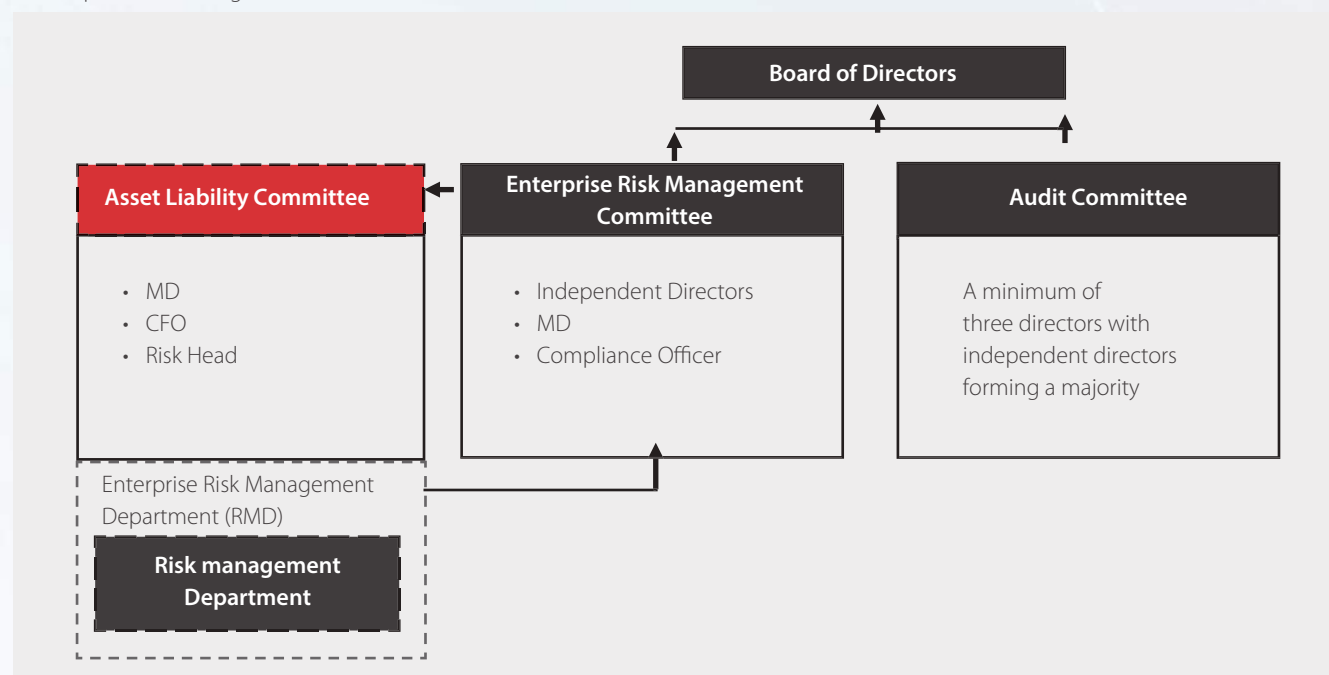 Board of Directors
Asset Liability Committee
• MD
• CFO
• Risk Head
Enterprise Risk Management
Committee
• Independent Directors
• MD
• Compliance Officer
Audit Committee
A minimum of
three directors with
independent directors
forming a majority
Enterprise Risk Management
Department (RMD)
Risk management
Department